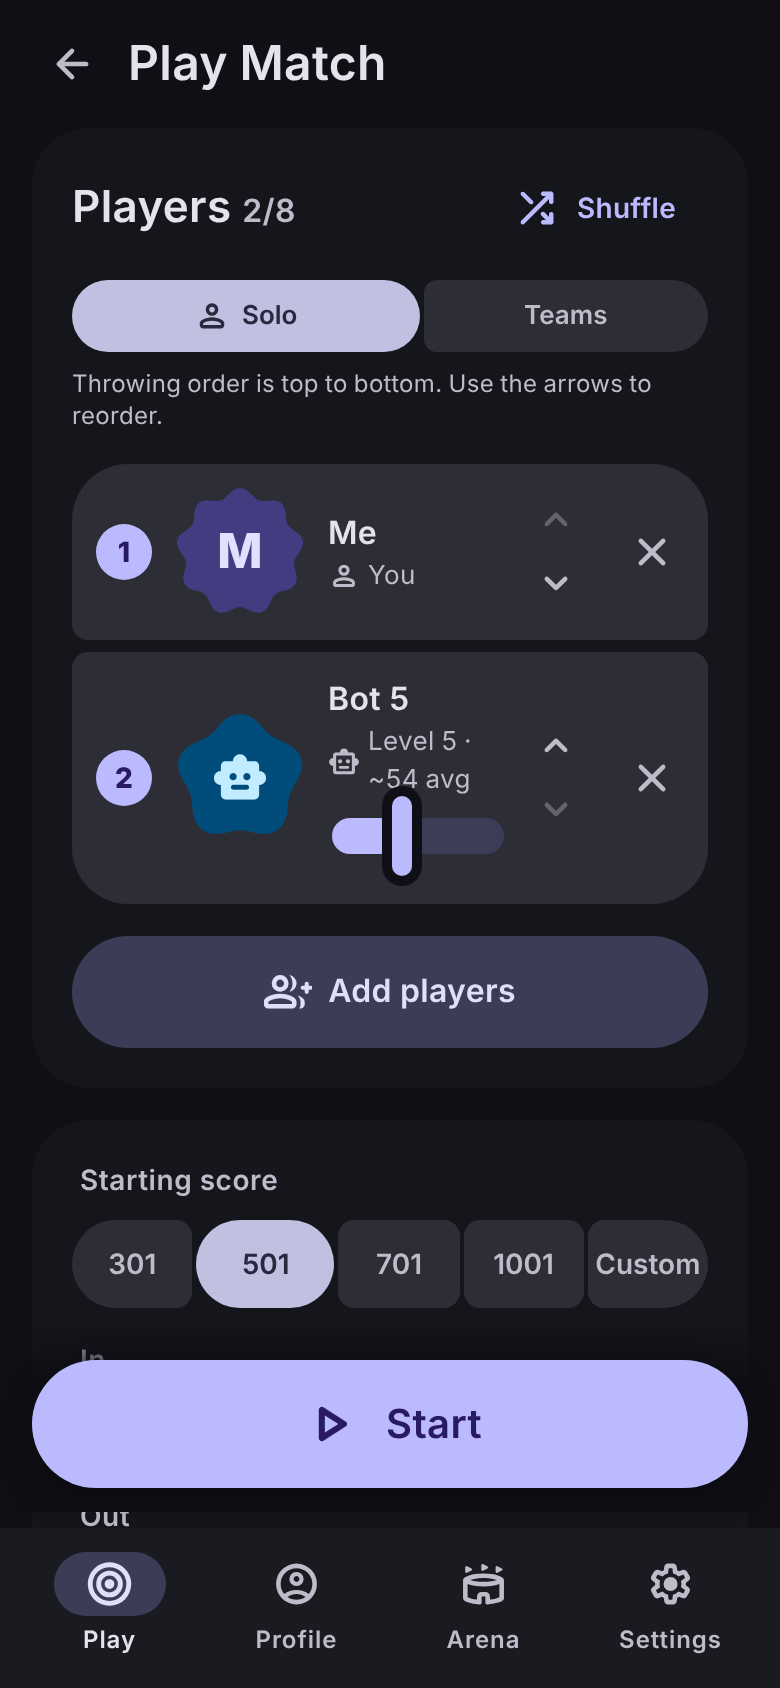 Play Match
Players 2/8
Shuffle
Solo
Teams
Throwing order is top to bottom. Use the arrows to
reorder.
1
M
Me
You
2
Bot 5
Level 5 ·
~54 avg
Add players
Starting score
301
501
701
1001
Custom
In
Start
Out
Play
Profile
Arena
Settings